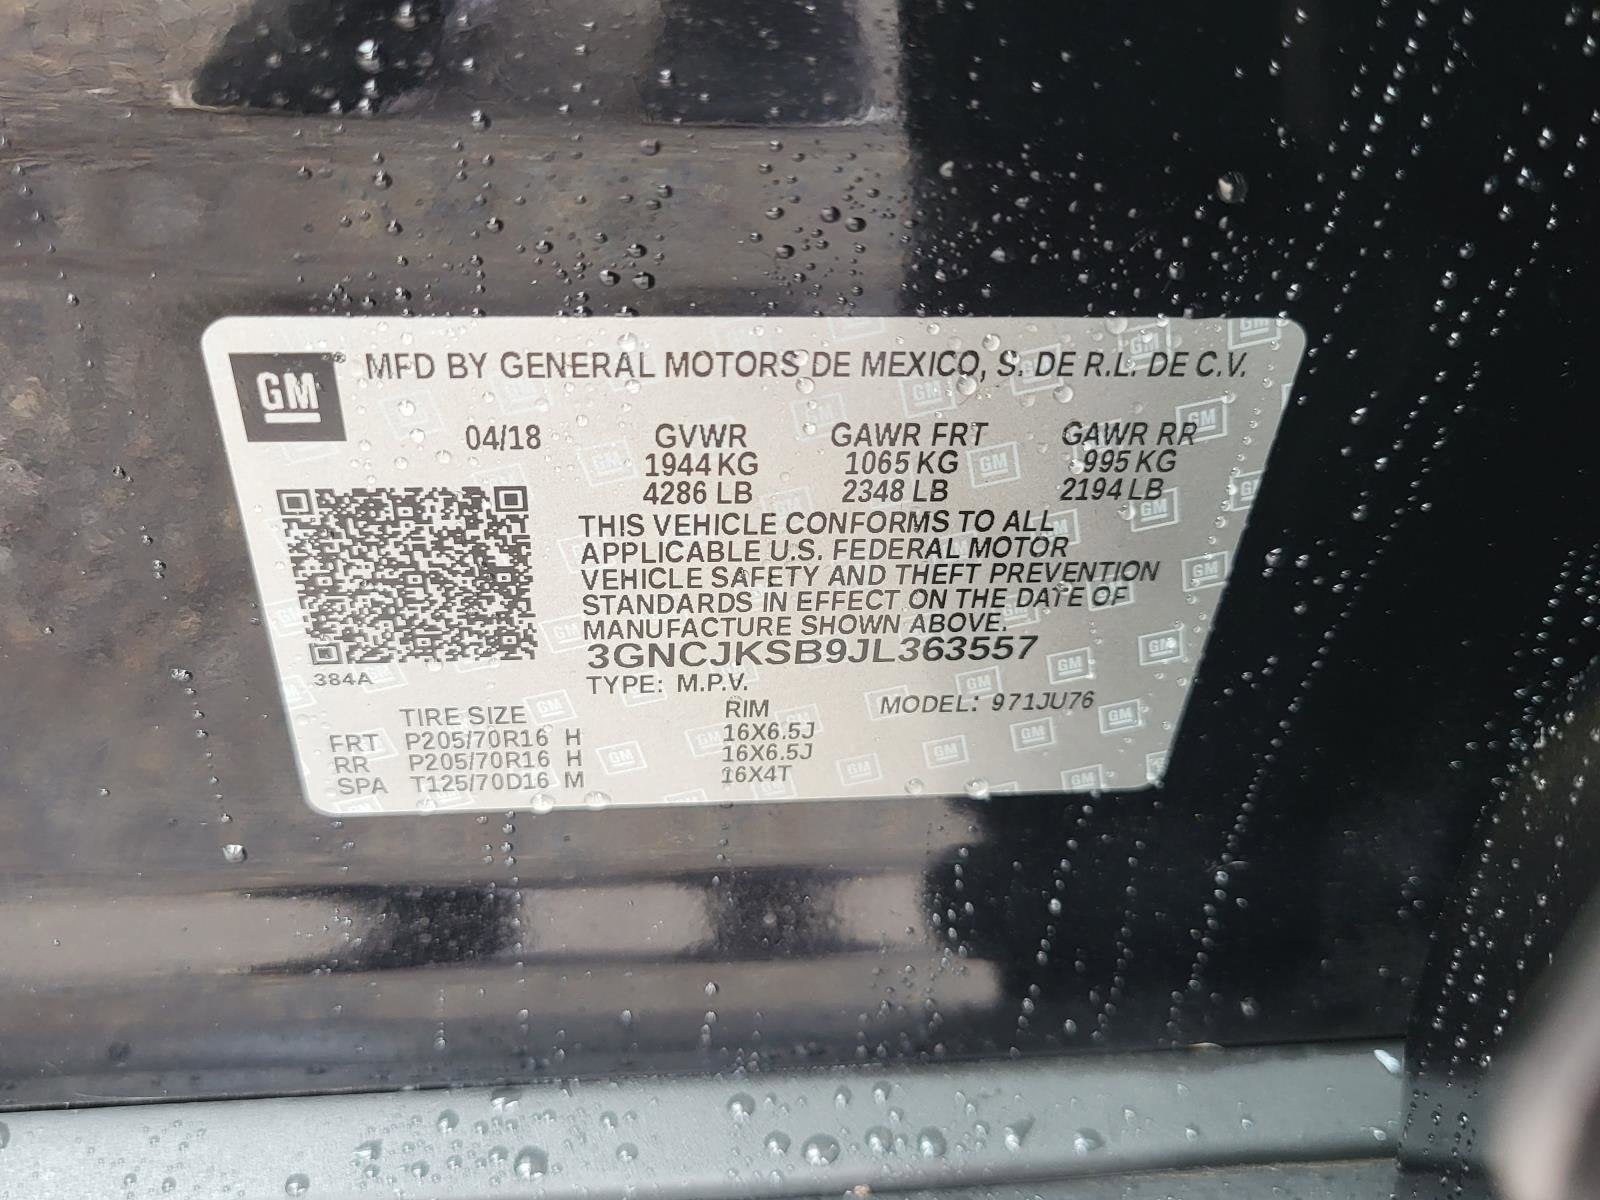 GM® MFD BY GENERAL MOTORS DE MEXICO, S. DE R.L. DE C.V.
04/18 GVWR GAWR FRT GAWR RR
1944 KG 1065 KG 995 KG
4286 LB 2348 LB 2194 LB
THIS VEHICLE CONFORMS TO ALL
APPLICABLE U.S. FEDERAL MOTOR
VEHICLE SAFETY AND THEFT PREVENTION
STANDARDS IN EFFECT ON THE DATE OF
MANUFACTURE SHOWN ABOVE.
3GNCJKSB9JL363557
384A TYPE: M.P.V.
TIRE SIZE RIM MODEL: 971JU76
FRT P205/70R16 H 16X6.5J
RR P205/70R16 H 16X6.5J
SPA T125/70D16 M 16X4T